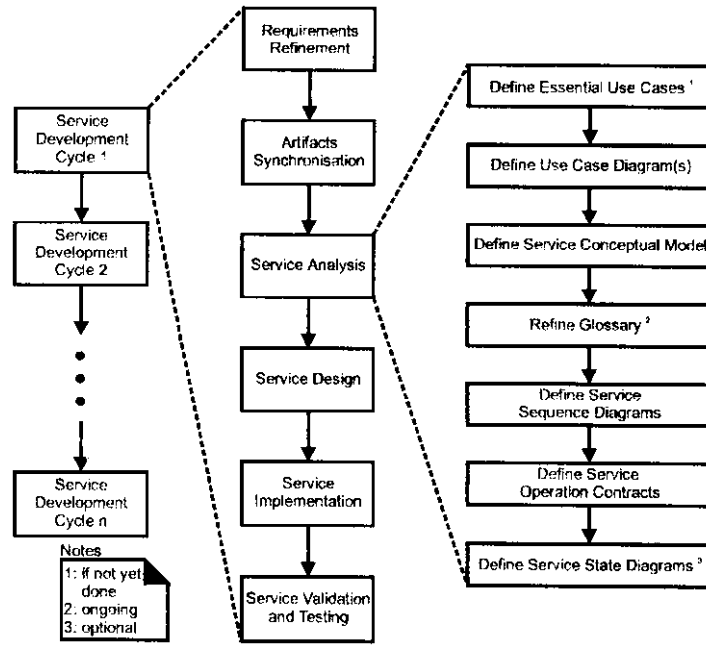 Service
Development
Cycle 1
Service
Development
Cycle 2
Service
Development
Cycle n
Notes
1: if not yet
done
2: ongoing
3: optional
Requirements
Refinement
Artifacts
Synchronisation
Service Analysis
Service Design
Service
Implementation
Service Validation
and Testing
Define Essential Use Cases ¹
Define Use Case Diagram(s)
Define Service Conceptual Model
Refine Glossary ²
Define Service
Sequence Diagrams
Define Service
Operation Contracts
Define Service State Diagrams ³